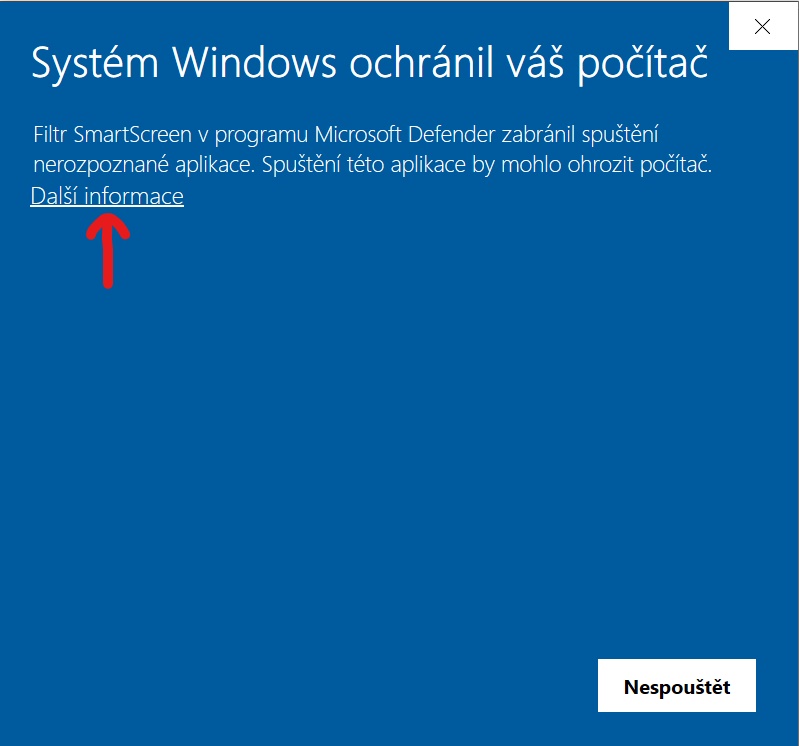 Systém Windows ochránil váš počítač
Filtr SmartScreen v programu Microsoft Defender zabránil spuštění
nerozpoznané aplikace. Spuštění této aplikace by mohlo ohrozit počítač.
Další informace
Nespouštět